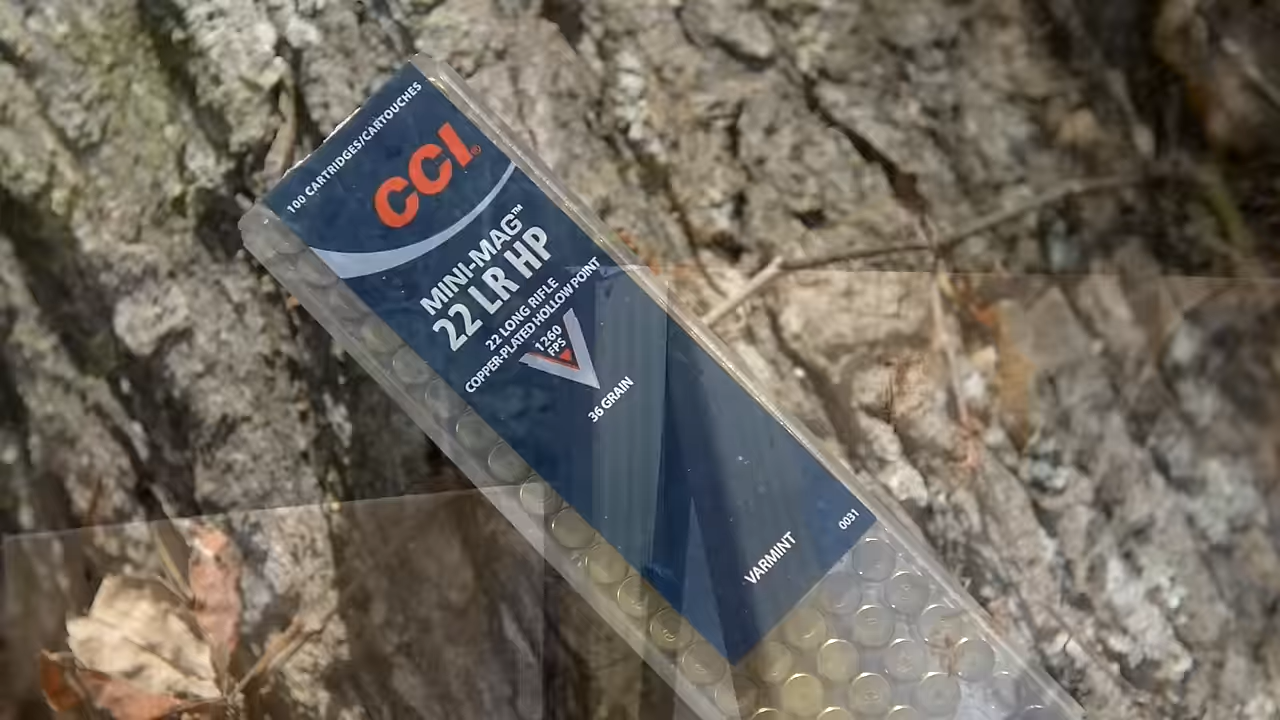 100 CARTRIDGES/CARTOUCHES
CCI®
MINI-MAG™
22 LR HP
22 LONG RIFLE
COPPER-PLATED HOLLOW POINT
1260
FPS
36 GRAIN
VARMINT
0031